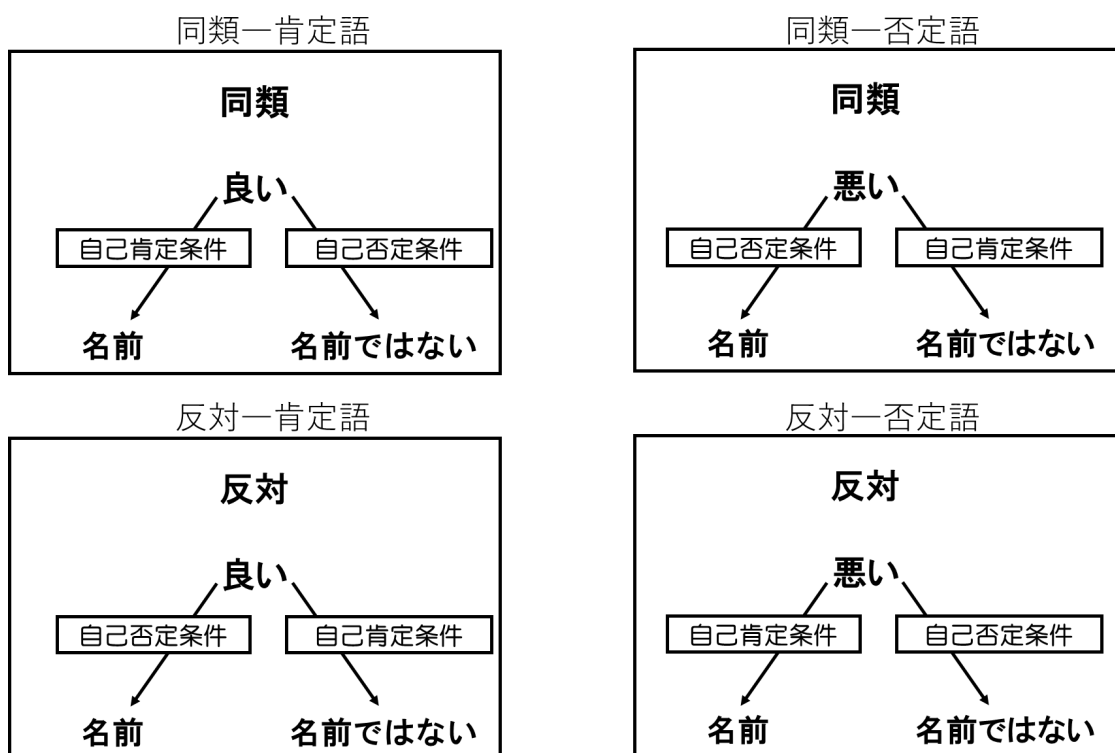 同類―肯定語
同類
良い
自己肯定条件
自己否定条件
名前
名前ではない
同類―否定語
同類
悪い
自己否定条件
自己肯定条件
名前
名前ではない
反対―肯定語
反対
良い
自己否定条件
自己肯定条件
名前
名前ではない
反対―否定語
反対
悪い
自己肯定条件
自己否定条件
名前
名前ではない